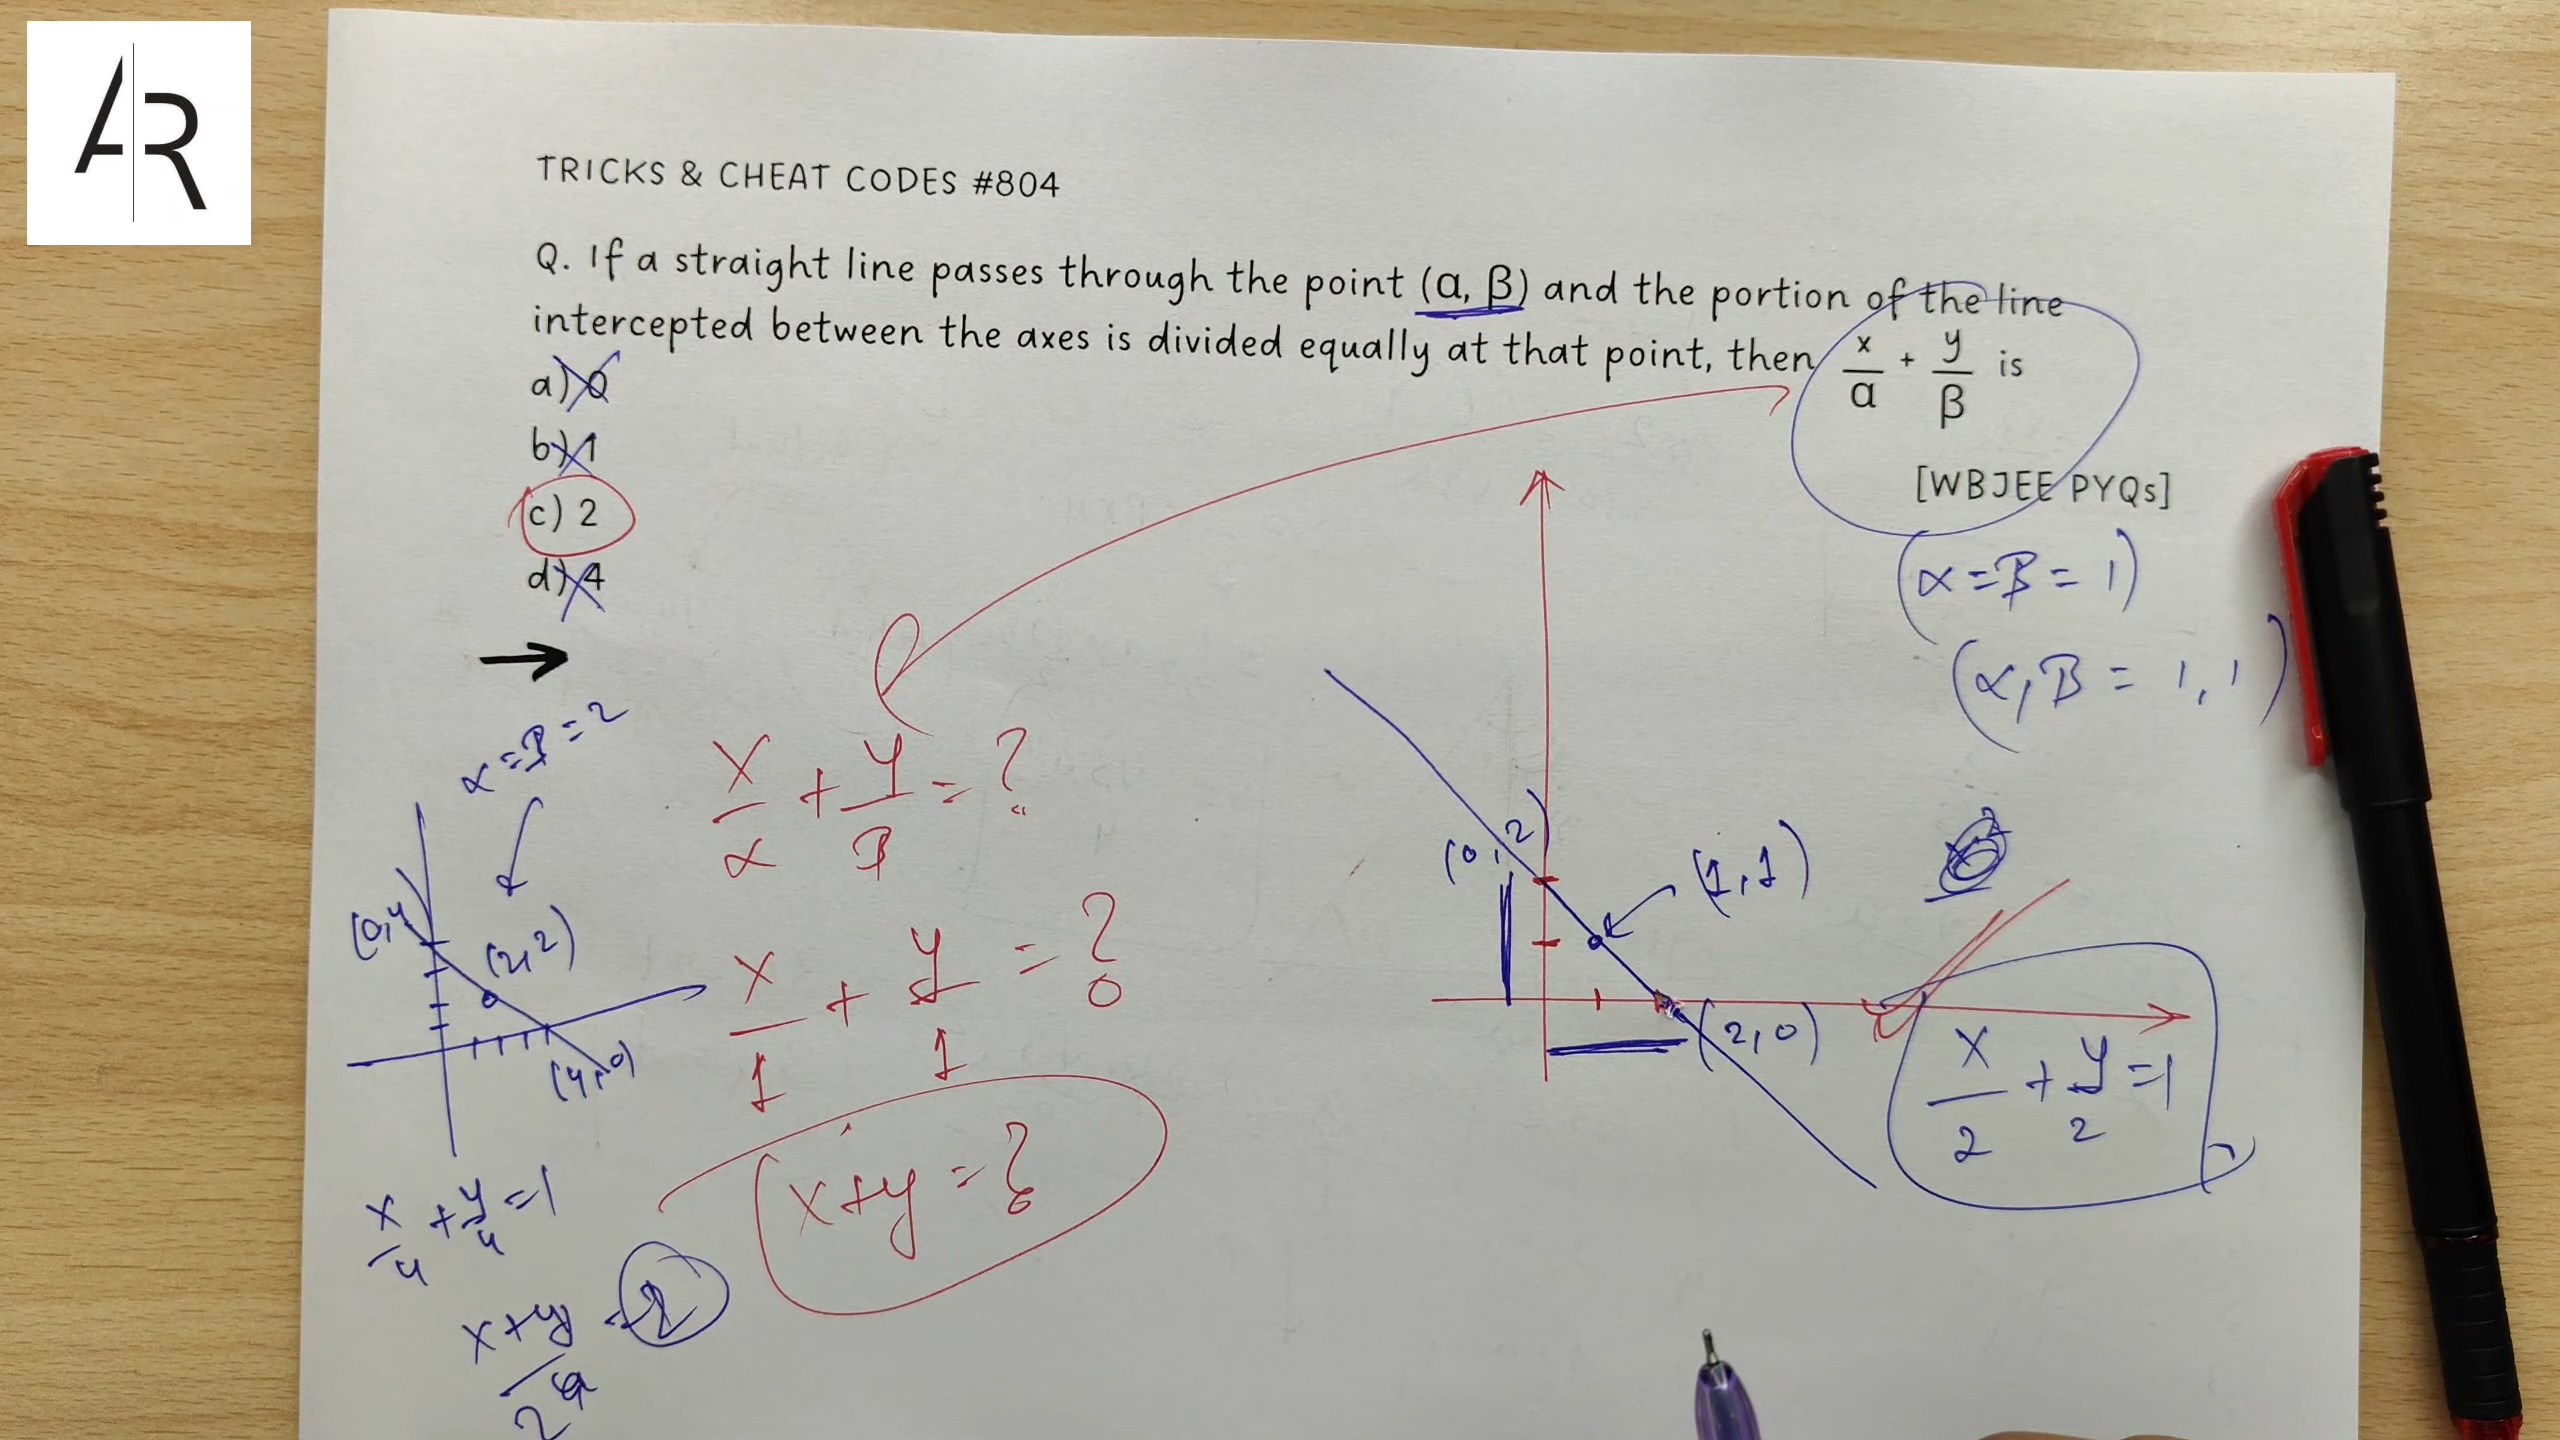 AR
TRICKS & CHEAT CODES #804
Q. If a straight line passes through the point (α, β) and the portion of the line
intercepted between the axes is divided equally at that point, then x/α + y/β is
a) 0
b) 1
c) 2
d) 4
[WBJEE PYQs]
(α = β = 1)
(α, β = 1, 1)
α = β = 2
x/α + y/β = ?
(0, 2)
(1, 1)
(2, 0)
x/2 + y/2 = 1
(0, 4
(2, 2)
(4, 0)
x/1 + y/1 = ?
x + y = ?
x/4 + y/4 = 1
x + y
= 2
2